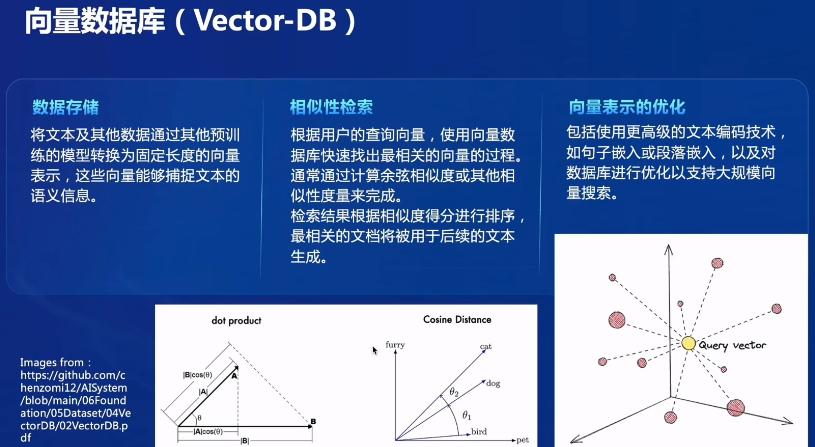 向量数据库（Vector-DB）
数据存储
将文本及其他数据通过其他预训
练的模型转换为固定长度的向量
表示，这些向量能够捕捉文本的
语义信息。
相似性检索
根据用户的查询向量，使用向量数
据库快速找出最相关的向量的过程。
通常通过计算余弦相似度或其他相
似性度量来完成。
检索结果根据相似度得分进行排序，
最相关的文档将被用于后续的文本
生成。
向量表示的优化
包括使用更高级的文本编码技术，
如句子嵌入或段落嵌入，以及对
数据库进行优化以支持大规模向
量搜索。
Images from：
https://github.com/c
henzomi12/AISystem
/blob/main/06Found
ation/05Dataset/04Ve
ctorDB/02VectorDB.p
df
dot product
|B|cos(θ)
|A|
A
θ
B
|A|cos(θ)
|B|
Cosine Distance
furry
cat
θ2
dog
θ1
bird
pet
Query vector